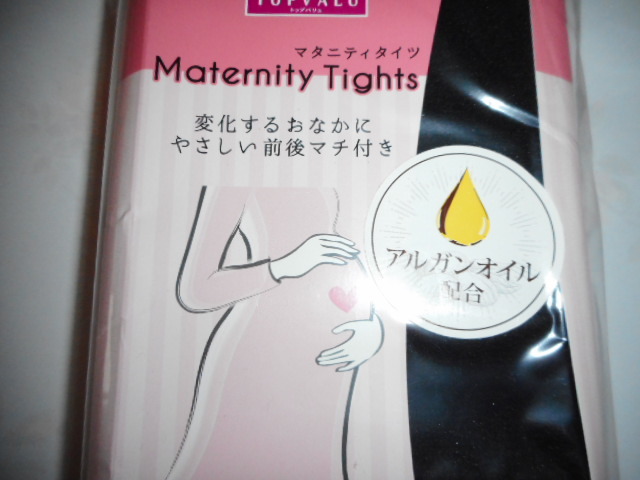 TOPVALU
トップバリュ
マタニティタイツ
Maternity Tights
変化するおなかに
やさしい前後マチ付き
アルガンオイル
配合